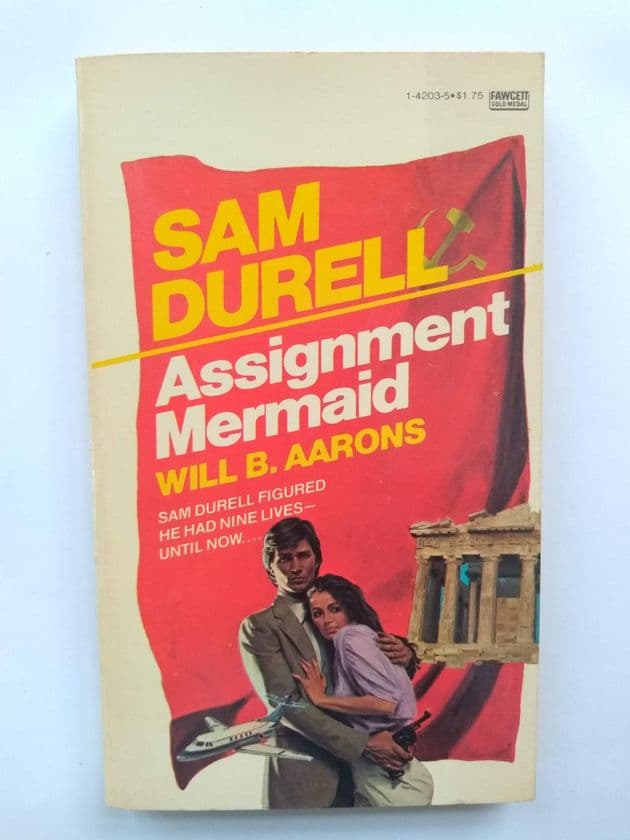 1-4203-5•$1.75 FAWCETT
GOLD MEDAL
SAM
DURELL
Assignment
Mermaid
WILL B. AARONS
SAM DURELL FIGURED
HE HAD NINE LIVES—
UNTIL NOW....